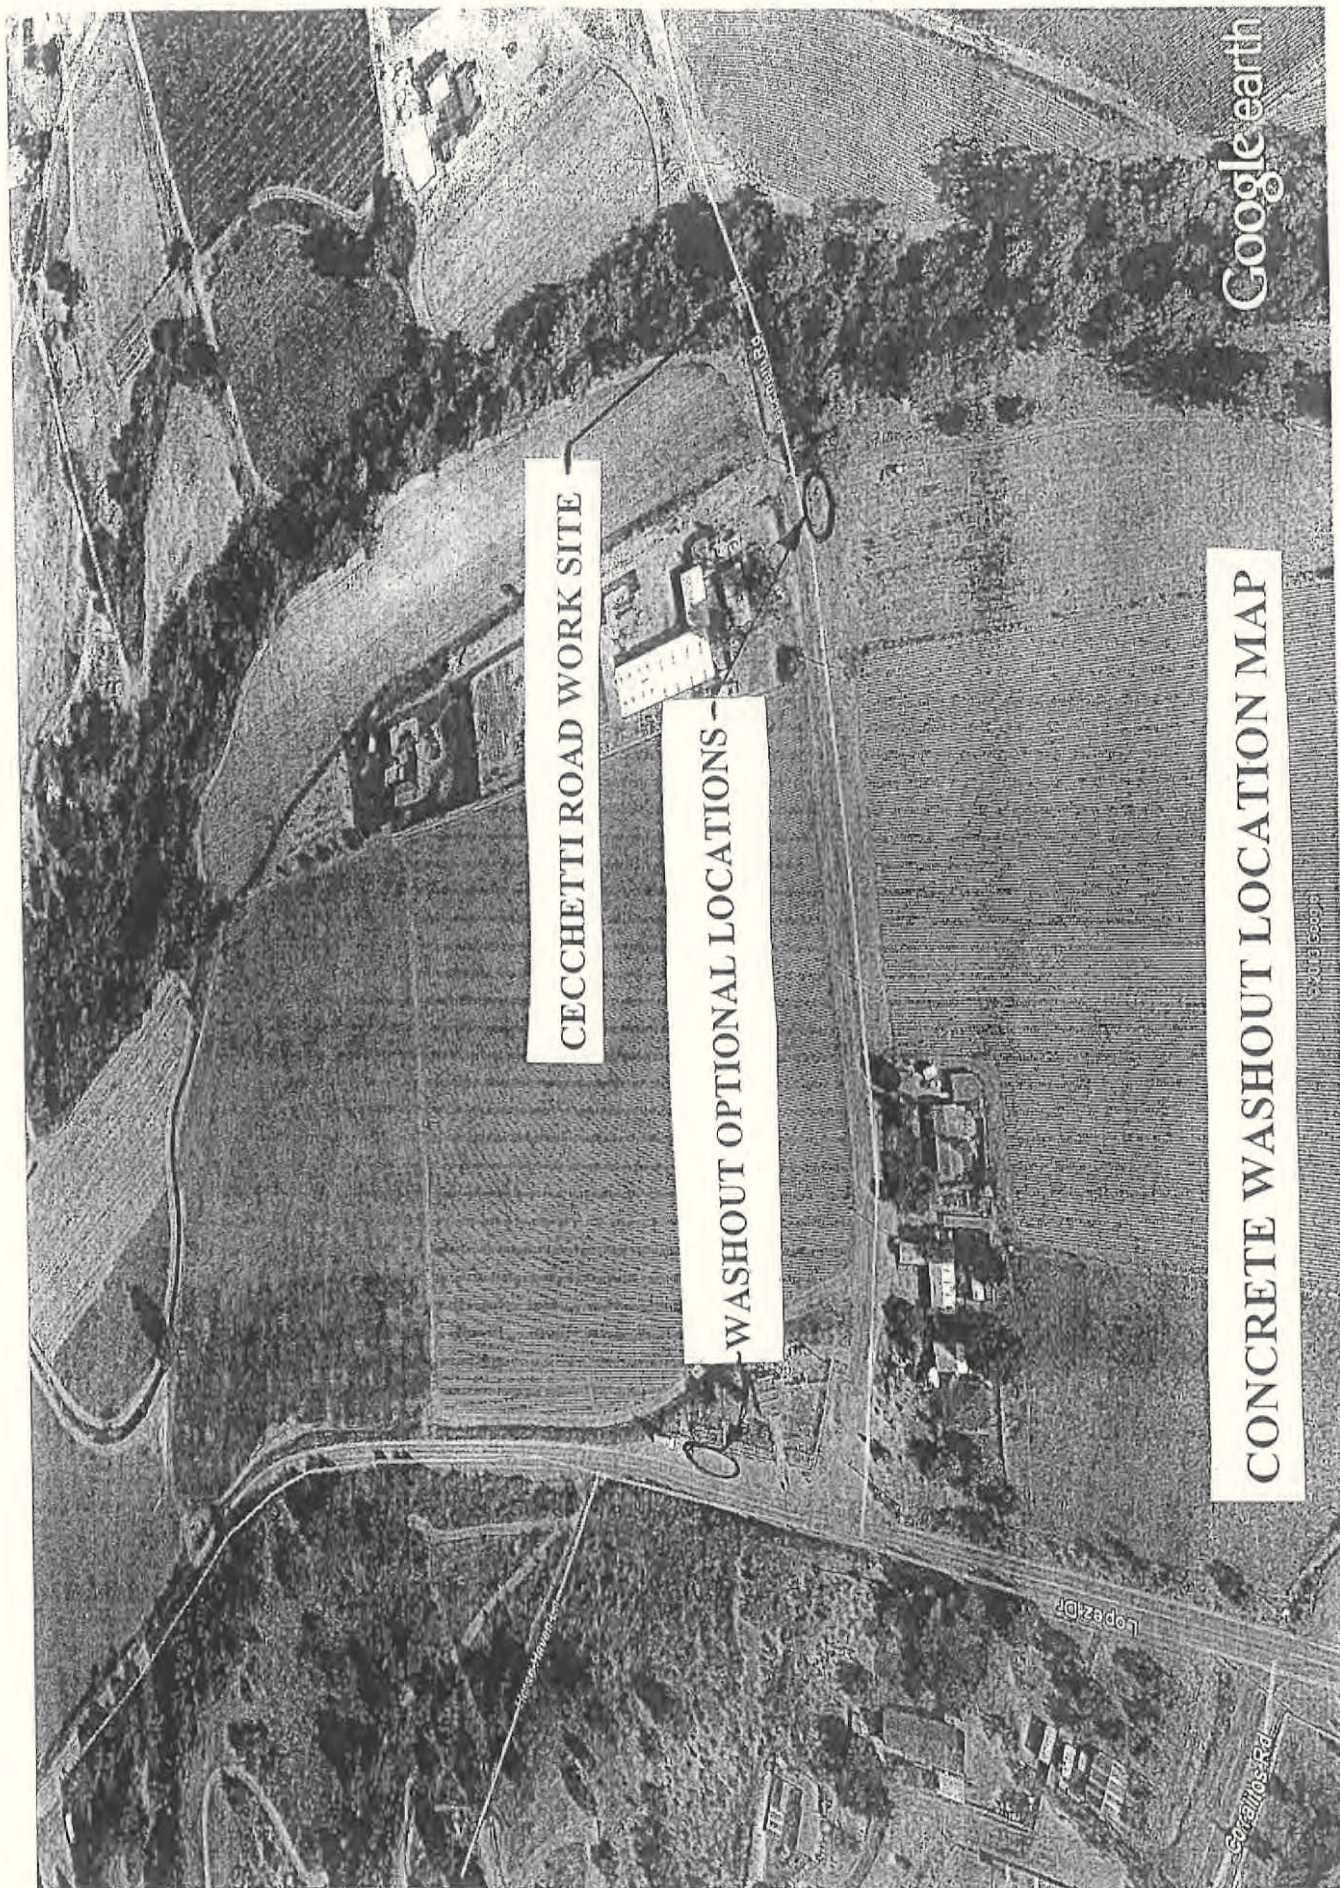 CECCHETTI ROAD WORK SITE
WASHOUT OPTIONAL LOCATIONS
CONCRETE WASHOUT LOCATION MAP
Google earth
Lopez Dr
Corralitos Rd